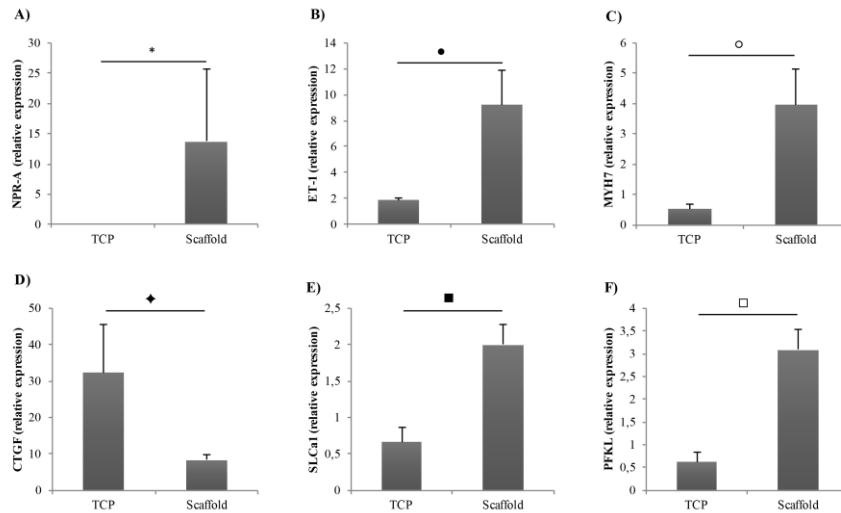 A)
NPR-A (relative expression)
30
25
20
15
10
5
0
*
TCP Scaffold
B)
ET-1 (relative expression)
14
12
10
8
6
4
2
0
●
TCP Scaffold
C)
MYH7 (relative expression)
6
5
4
3
2
1
0
○
TCP Scaffold
D)
CTGF (relative expression)
50
40
30
20
10
0
✦
TCP Scaffold
E)
SLCa1 (relative expression)
2,5
2
1,5
1
0,5
0
■
TCP Scaffold
F)
PFKL (relative expression)
4
3,5
3
2,5
2
1,5
1
0,5
0
□
TCP Scaffold